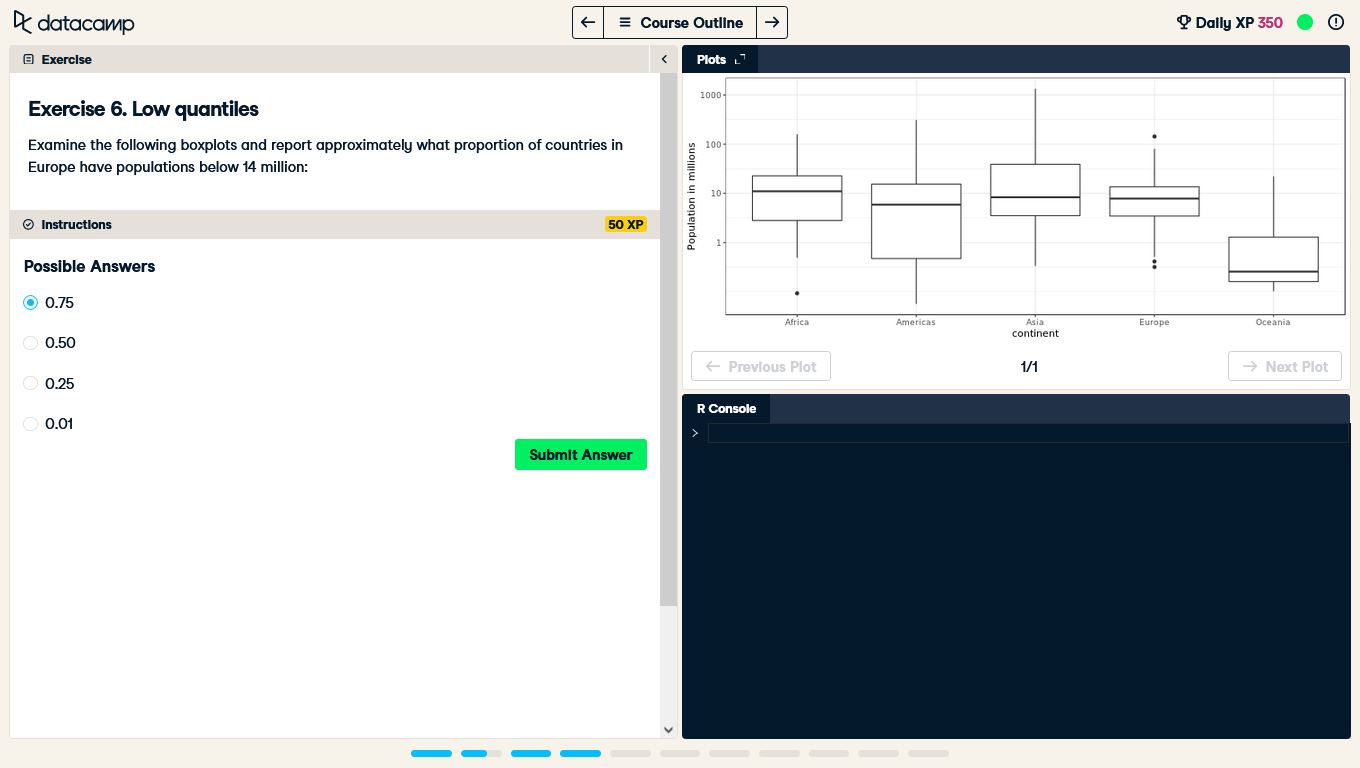 datacamp
Course Outline
Daily XP 350
Exercise
Exercise 6. Low quantiles
Examine the following boxplots and report approximately what proportion of countries in
Europe have populations below 14 million:
Instructions
50 XP
Possible Answers
0.75
0.50
0.25
0.01
Submit Answer
Plots
Population in millions
1000
100
10
1
Africa
Americas
Asia
Europe
Oceania
continent
Previous Plot
1/1
Next Plot
R Console
>